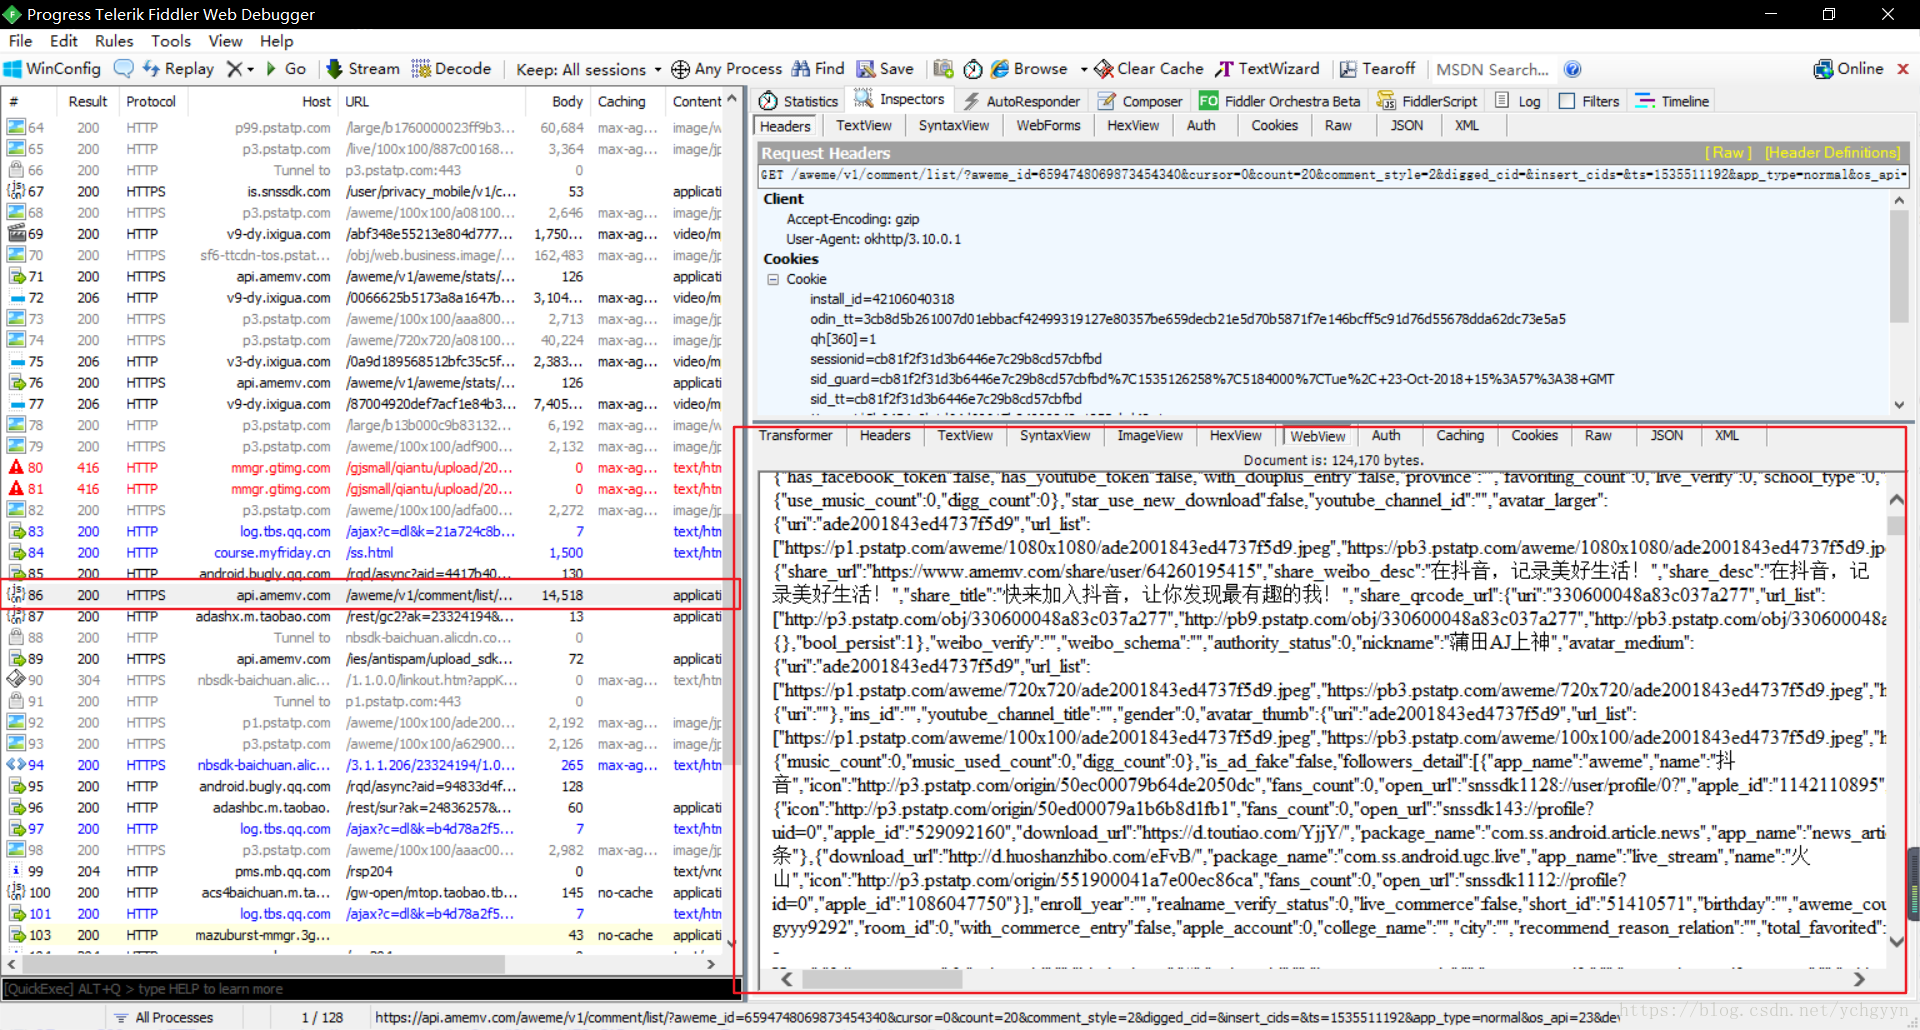 Progress Telerik Fiddler Web Debugger
File Edit Rules Tools View Help
WinConfig Replay Go Stream Decode Keep: All sessions Any Process Find Save Browse Clear Cache TextWizard Tearoff MSDN Search... Online
# Result Protocol Host URL Body Caching Content
64 200 HTTP p99.pstatp.com /large/b1760000023ff9b3... 60,684 max-ag... image/w
65 200 HTTP p3.pstatp.com /live/100x100/887c00168... 3,364 max-ag... image/jp
66 200 HTTP Tunnel to p3.pstatp.com:443 0
67 200 HTTPS is.snssdk.com /user/privacy_mobile/v1/c... 53 applicati
68 200 HTTPS p3.pstatp.com /aweme/100x100/a08100... 2,646 max-ag... image/jp
69 200 HTTP v9-dy.ixigua.com /abf348e55213e804d777... 1,750... max-ag... video/m
70 200 HTTPS sf6-ttcdn-tos.pstat... /obj/web.business.image/... 162,483 max-ag... image/jp
71 200 HTTPS api.amemv.com /aweme/v1/aweme/stats/... 126 applicati
72 206 HTTP v9-dy.ixigua.com /0066625b5173a8a1647b... 3,104... max-ag... video/m
73 200 HTTPS p3.pstatp.com /aweme/100x100/aaa800... 2,713 max-ag... image/jp
74 200 HTTPS p3.pstatp.com /aweme/720x720/a08100... 40,224 max-ag... image/jp
75 206 HTTP v3-dy.ixigua.com /0a9d189568512bfc35c5f... 2,383... max-ag... video/m
76 200 HTTPS api.amemv.com /aweme/v1/aweme/stats/... 126 applicati
77 206 HTTP v9-dy.ixigua.com /87004920def7acf1e84b3... 7,405... max-ag... video/m
78 200 HTTP p3.pstatp.com /large/b13b000c9b83132... 6,192 max-ag... image/w
79 200 HTTPS p3.pstatp.com /aweme/100x100/adf900... 2,132 max-ag... image/jp
80 416 HTTP mmgr.gtimg.com /gjsmall/qiantu/upload/20... 0 max-ag... text/htn
81 416 HTTP mmgr.gtimg.com /gjsmall/qiantu/upload/20... 0 max-ag... text/htn
82 200 HTTPS p3.pstatp.com /aweme/100x100/adfa00... 2,272 max-ag... image/jp
83 200 HTTP log.tbs.qq.com /ajax?c=dl&k=21a724c8b... 7 text/htn
84 200 HTTP course.myfriday.cn /ss.html 1,500 text/htn
85 200 HTTP android.bugly.qq.com /rqd/async?aid=4417b40... 130
86 200 HTTPS api.amemv.com /aweme/v1/comment/list/... 14,518 applicati
87 200 HTTP adashx.m.taobao.com /rest/gc2?ak=23324194&... 13 applicati
88 200 HTTP Tunnel to nbsdk-baichuan.alicdn.co... 0
89 200 HTTPS api.amemv.com /ies/antispam/upload_sdk... 72 applicati
90 304 HTTPS nbsdk-baichuan.alic... /1.1.0.0/linkout.htm?appK... 0 max-ag... text/htn
91 200 HTTP Tunnel to p1.pstatp.com:443 0
92 200 HTTPS p1.pstatp.com /aweme/100x100/ade200... 2,192 max-ag... image/jp
93 200 HTTPS p3.pstatp.com /aweme/100x100/a62900... 2,126 max-ag... image/jp
94 200 HTTPS nbsdk-baichuan.alic... /3.1.1.206/23324194/1.0... 265 max-ag... text/htn
95 200 HTTP android.bugly.qq.com /rqd/async?aid=94833d4f... 128
96 200 HTTP adashbc.m.taobao. /rest/sur?ak=24836257&... 60 applicati
97 200 HTTP log.tbs.qq.com /ajax?c=dl&k=b4d78a2f5... 7 text/htn
98 200 HTTP p3.pstatp.com /aweme/100x100/aaac00... 2,982 max-ag... image/jp
99 204 HTTP pms.mb.qq.com /rsp204 0 text/vnd
100 200 HTTP acs4baichuan.m.ta... /gw-open/mtop.taobao.tb... 145 no-cache applicati
101 200 HTTP log.tbs.qq.com /ajax?c=dl&k=b4d78a2f5... 7 text/htn
103 200 HTTP mazuburst-mmgr.3g... 43 no-cache applicati
[QuickExec] ALT+Q > type HELP to learn more
All Processes 1 / 128 https://api.amemv.com/aweme/v1/comment/list/?aweme_id=6594748069873454340&cursor=0&count=20&comment_style=2&digged_cid=&insert_cids=&ts=1535511192&app_type=normal&os_api=23&de
Statistics Inspectors AutoResponder Composer FO Fiddler Orchestra Beta FiddlerScript Log Filters Timeline
Headers TextView SyntaxView WebForms HexView Auth Cookies Raw JSON XML
Request Headers [ Raw ] [Header Definitions]
GET /aweme/v1/comment/list/?aweme_id=6594748069873454340&cursor=0&count=20&comment_style=2&digged_cid=&insert_cids=&ts=1535511192&app_type=normal&os_api=
Client
Accept-Encoding: gzip
User-Agent: okhttp/3.10.0.1
Cookies
Cookie
install_id=42106040318
odin_tt=3cb8d5b261007d01ebbacf42499319127e80357be659decb21e5d70b5871f7e146bcff5c91d76d55678dda62dc73e5a5
qh[360]=1
sessionid=cb81f2f31d3b6446e7c29b8cd57cbfbd
sid_guard=cb81f2f31d3b6446e7c29b8cd57cbfbd%7C1535126258%7C5184000%7CTue%2C+23-Oct-2018+15%3A57%3A38+GMT
sid_tt=cb81f2f31d3b6446e7c29b8cd57cbfbd
Transformer Headers TextView SyntaxView ImageView HexView WebView Auth Caching Cookies Raw JSON XML
Document is: 124,170 bytes.
{"has_facebook_token":false,"has_youtube_token":false,"with_douplus_entry":false,"province":"","favoriting_count":0,"live_verify":0,"school_type":0,
{"use_music_count":0,"digg_count":0},"star_use_new_download":false,"youtube_channel_id":"","avatar_larger":
{"uri":"ade2001843ed4737f5d9","url_list":
["https://p1.pstatp.com/aweme/1080x1080/ade2001843ed4737f5d9.jpeg","https://pb3.pstatp.com/aweme/1080x1080/ade2001843ed4737f5d9.jp
{"share_url":"https://www.amemv.com/share/user/64260195415","share_weibo_desc":"在抖音，记录美好生活！","share_desc":"在抖音，记
录美好生活！","share_title":"快来加入抖音，让你发现最有趣的我！","share_qrcode_url":{"uri":"330600048a83c037a277","url_list":
["http://p3.pstatp.com/obj/330600048a83c037a277","http://pb9.pstatp.com/obj/330600048a83c037a277","http://pb3.pstatp.com/obj/330600048a
{},"bool_persist":1},"weibo_verify":"","weibo_schema":"","authority_status":0,"nickname":"蒲田AJ上神","avatar_medium":
{"uri":"ade2001843ed4737f5d9","url_list":
["https://p1.pstatp.com/aweme/720x720/ade2001843ed4737f5d9.jpeg","https://pb3.pstatp.com/aweme/720x720/ade2001843ed4737f5d9.jpeg","h
{"uri":""},"ins_id":"","youtube_channel_title":"","gender":0,"avatar_thumb":{"uri":"ade2001843ed4737f5d9","url_list":
["https://p1.pstatp.com/aweme/100x100/ade2001843ed4737f5d9.jpeg","https://pb3.pstatp.com/aweme/100x100/ade2001843ed4737f5d9.jpeg","h
{"music_count":0,"music_used_count":0,"digg_count":0},"is_ad_fake":false,"followers_detail":[{"app_name":"aweme","name":"抖
音","icon":"http://p3.pstatp.com/origin/50ec00079b64de2050dc","fans_count":0,"open_url":"snssdk1128://user/profile/0?","apple_id":"1142110895"
{"icon":"http://p3.pstatp.com/origin/50ed00079a1b6b8d1fb1","fans_count":0,"open_url":"snssdk143://profile?
uid=0","apple_id":"529092160","download_url":"https://d.toutiao.com/YjjY/","package_name":"com.ss.android.article.news","app_name":"news_arti
条"},{"download_url":"http://d.huoshanzhibo.com/eFvB/","package_name":"com.ss.android.ugc.live","app_name":"live_stream","name":"火
山","icon":"http://p3.pstatp.com/origin/551900041a7e00ec86ca","fans_count":0,"open_url":"snssdk1112://profile?
id=0","apple_id":"1086047750"}],"enroll_year":"","realname_verify_status":0,"live_commerce":false,"short_id":"51410571","birthday":"","aweme_cou
gyyy9292","room_id":0,"with_commerce_entry":false,"apple_account":0,"college_name":"","city":"","recommend_reason_relation":"","total_favorited":
https://blog.csdn.net/ychgyyn